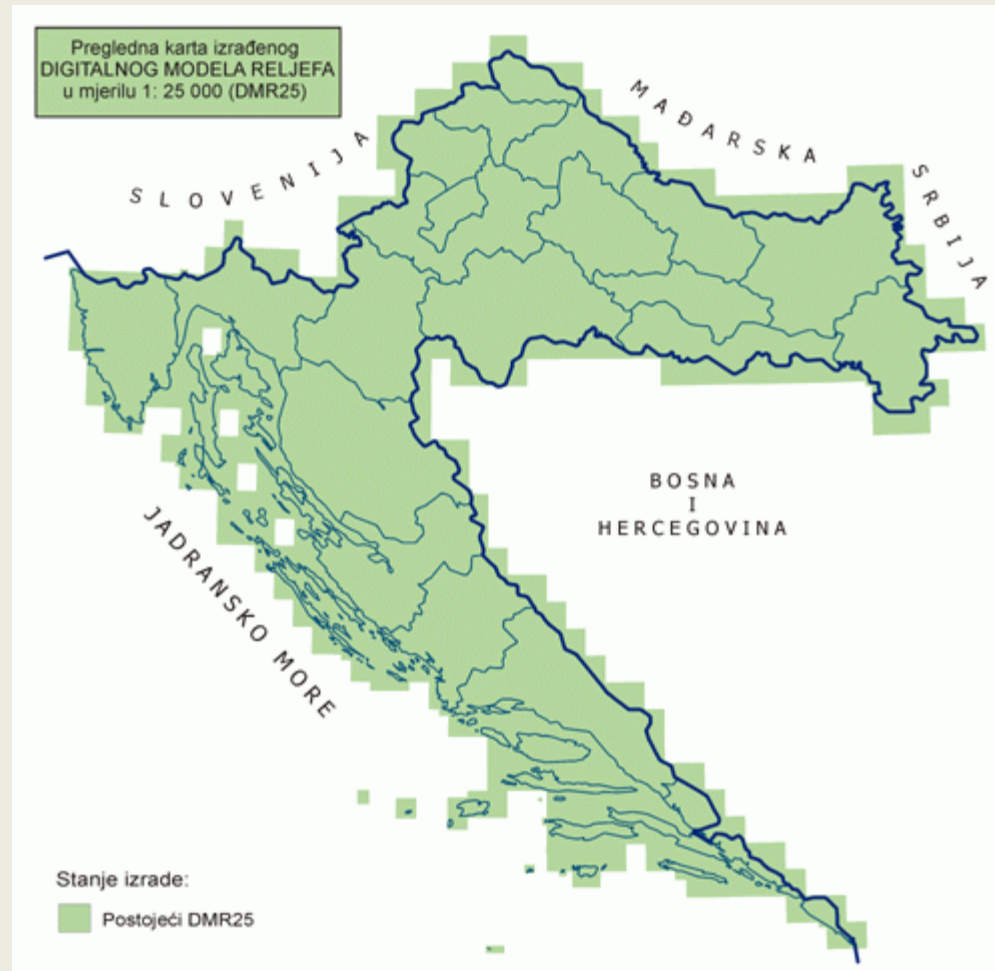 Pregledna karta izrađenog
DIGITALNOG MODELA RELJEFA
u mjerilu 1: 25 000 (DMR25)
SLOVENIJA
MAĐARSKA
SRBIJA
BOSNA
I
HERCEGOVINA
JADRANSKO MORE
Stanje izrade:
Postojeći DMR25